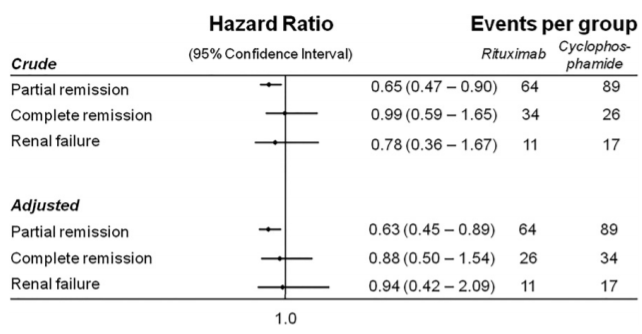 Hazard Ratio Events per group
(95% Confidence Interval) Rituximab Cyclophos-
phamide
Crude
Partial remission 0.65 (0.47 – 0.90) 64 89
Complete remission 0.99 (0.59 – 1.65) 34 26
Renal failure 0.78 (0.36 – 1.67) 11 17
Adjusted
Partial remission 0.63 (0.45 – 0.89) 64 89
Complete remission 0.88 (0.50 – 1.54) 26 34
Renal failure 0.94 (0.42 – 2.09) 11 17
1.0